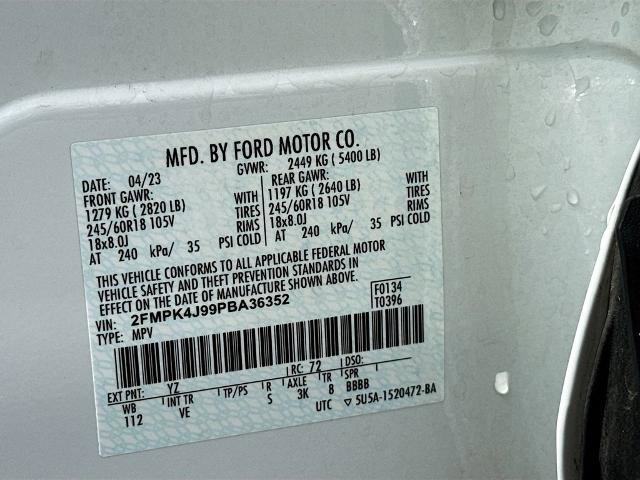 MFD. BY FORD MOTOR CO.
DATE: 04/23 GVWR: 2449 KG (5400 LB)
FRONT GAWR: REAR GAWR:
1279 KG (2820 LB) WITH 1197 KG (2640 LB) WITH
245/60R18 105V TIRES 245/60R18 105V TIRES
18x8.0J RIMS 18x8.0J RIMS
AT 240 kPa/ 35 PSI COLD AT 240 kPa/ 35 PSI COLD
THIS VEHICLE CONFORMS TO ALL APPLICABLE FEDERAL MOTOR
VEHICLE SAFETY AND THEFT PREVENTION STANDARDS IN
EFFECT ON THE DATE OF MANUFACTURE SHOWN ABOVE.
VIN: 2FMPK4J99PBA36352 F0134
TYPE: MPV T0396
EXT PNT: YZ RC: 72 DSO:
WB INT TR TP/PS R AXLE TR SPR
112 VE S 3K 8 BBBB
UTC ▽ 5U5A-1520472-BA